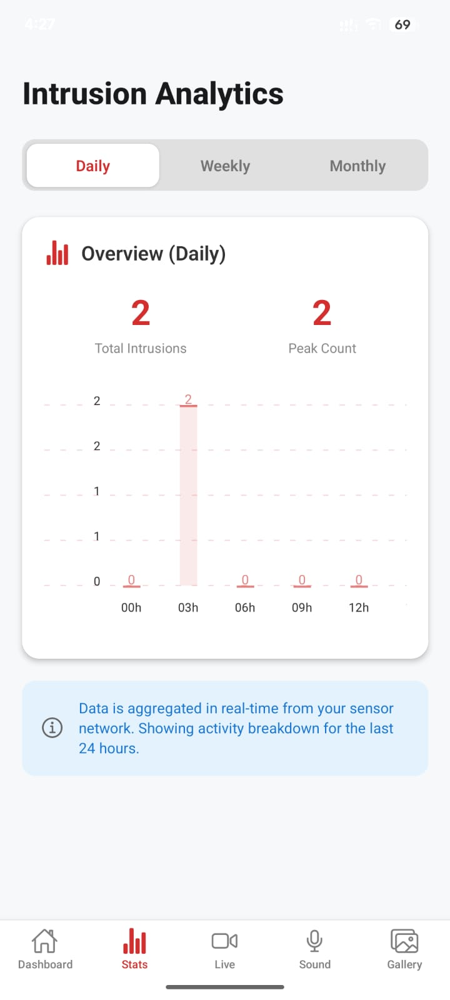 4:27
69
Intrusion Analytics
Daily Weekly Monthly
Overview (Daily)
2 2
Total Intrusions Peak Count
2 2
2
1
1
0 0 0 0 0
00h 03h 06h 09h 12h
Data is aggregated in real-time from your sensor
network. Showing activity breakdown for the last
24 hours.
Dashboard Stats Live Sound Gallery